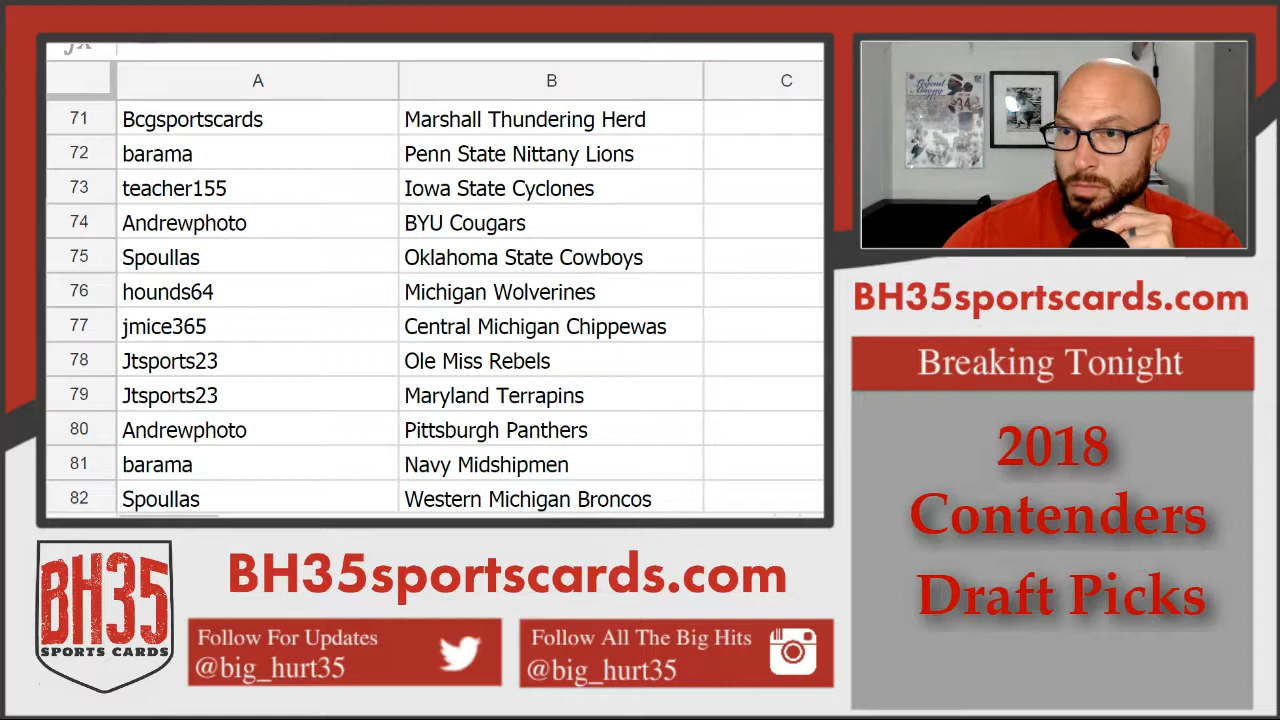 A B C
71 Bcgsportscards Marshall Thundering Herd
72 barama Penn State Nittany Lions
73 teacher155 Iowa State Cyclones
74 Andrewphoto BYU Cougars
75 Spoullas Oklahoma State Cowboys
76 hounds64 Michigan Wolverines
77 jmice365 Central Michigan Chippewas
78 Jtsports23 Ole Miss Rebels
79 Jtsports23 Maryland Terrapins
80 Andrewphoto Pittsburgh Panthers
81 barama Navy Midshipmen
82 Spoullas Western Michigan Broncos
34
BH35sportscards.com
Breaking Tonight
2018
Contenders
Draft Picks
BH35
SPORTS CARDS
BH35sportscards.com
Follow For Updates
@big_hurt35
Follow All The Big Hits
@big_hurt35